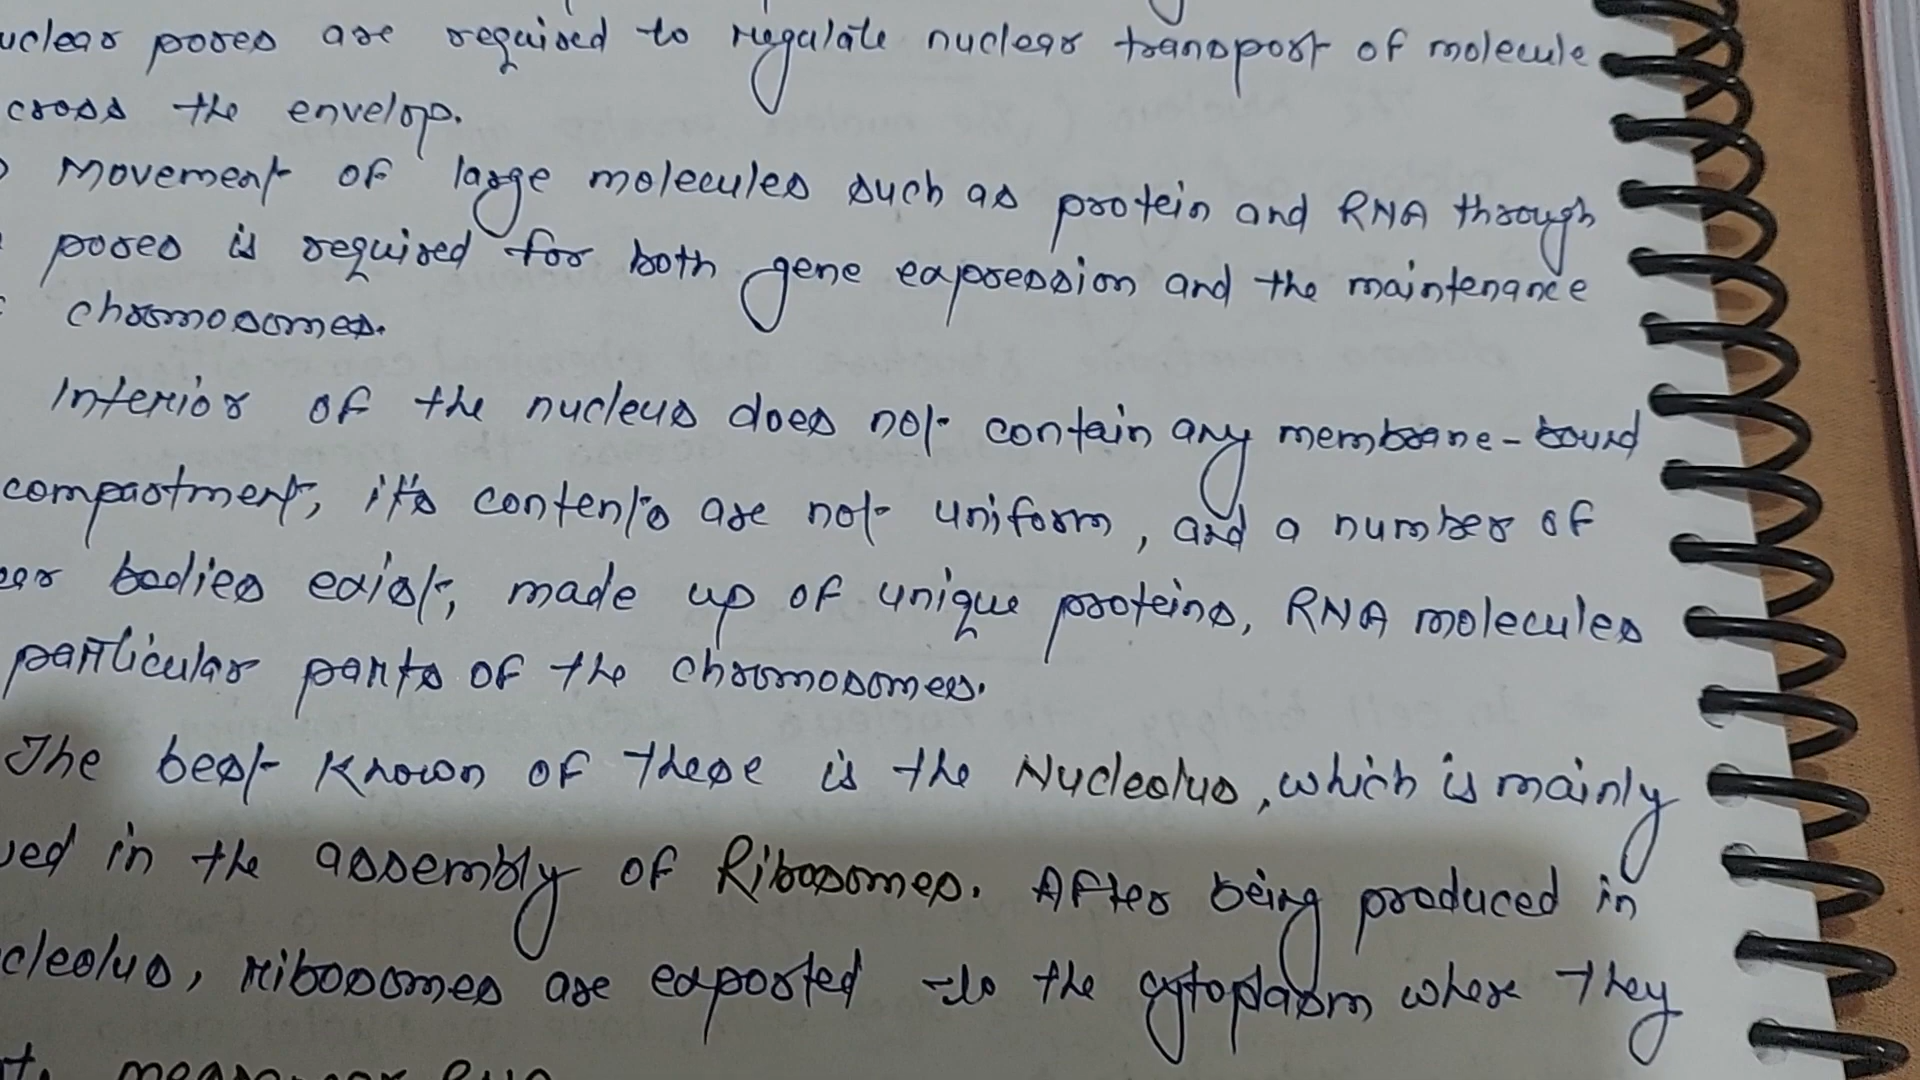 uclear pores are required to regulate nuclear transport of molecule
cross the envelop.
Movement of large molecules such as protein and RNA through
pores is required for both gene expression and the maintenance
chromosomes.
Interior of the nucleus does not contain any membrane-bound
compartment, it's contents are not uniform, and a number of
ear bodies exist, made up of unique proteins, RNA molecules
particular parts of the chromosomes.
The best known of these is the Nucleolus, which is mainly
ved in the assembly of Ribosomes. After being produced in
cleolus, ribosomes are exported to the cytoplasm where they